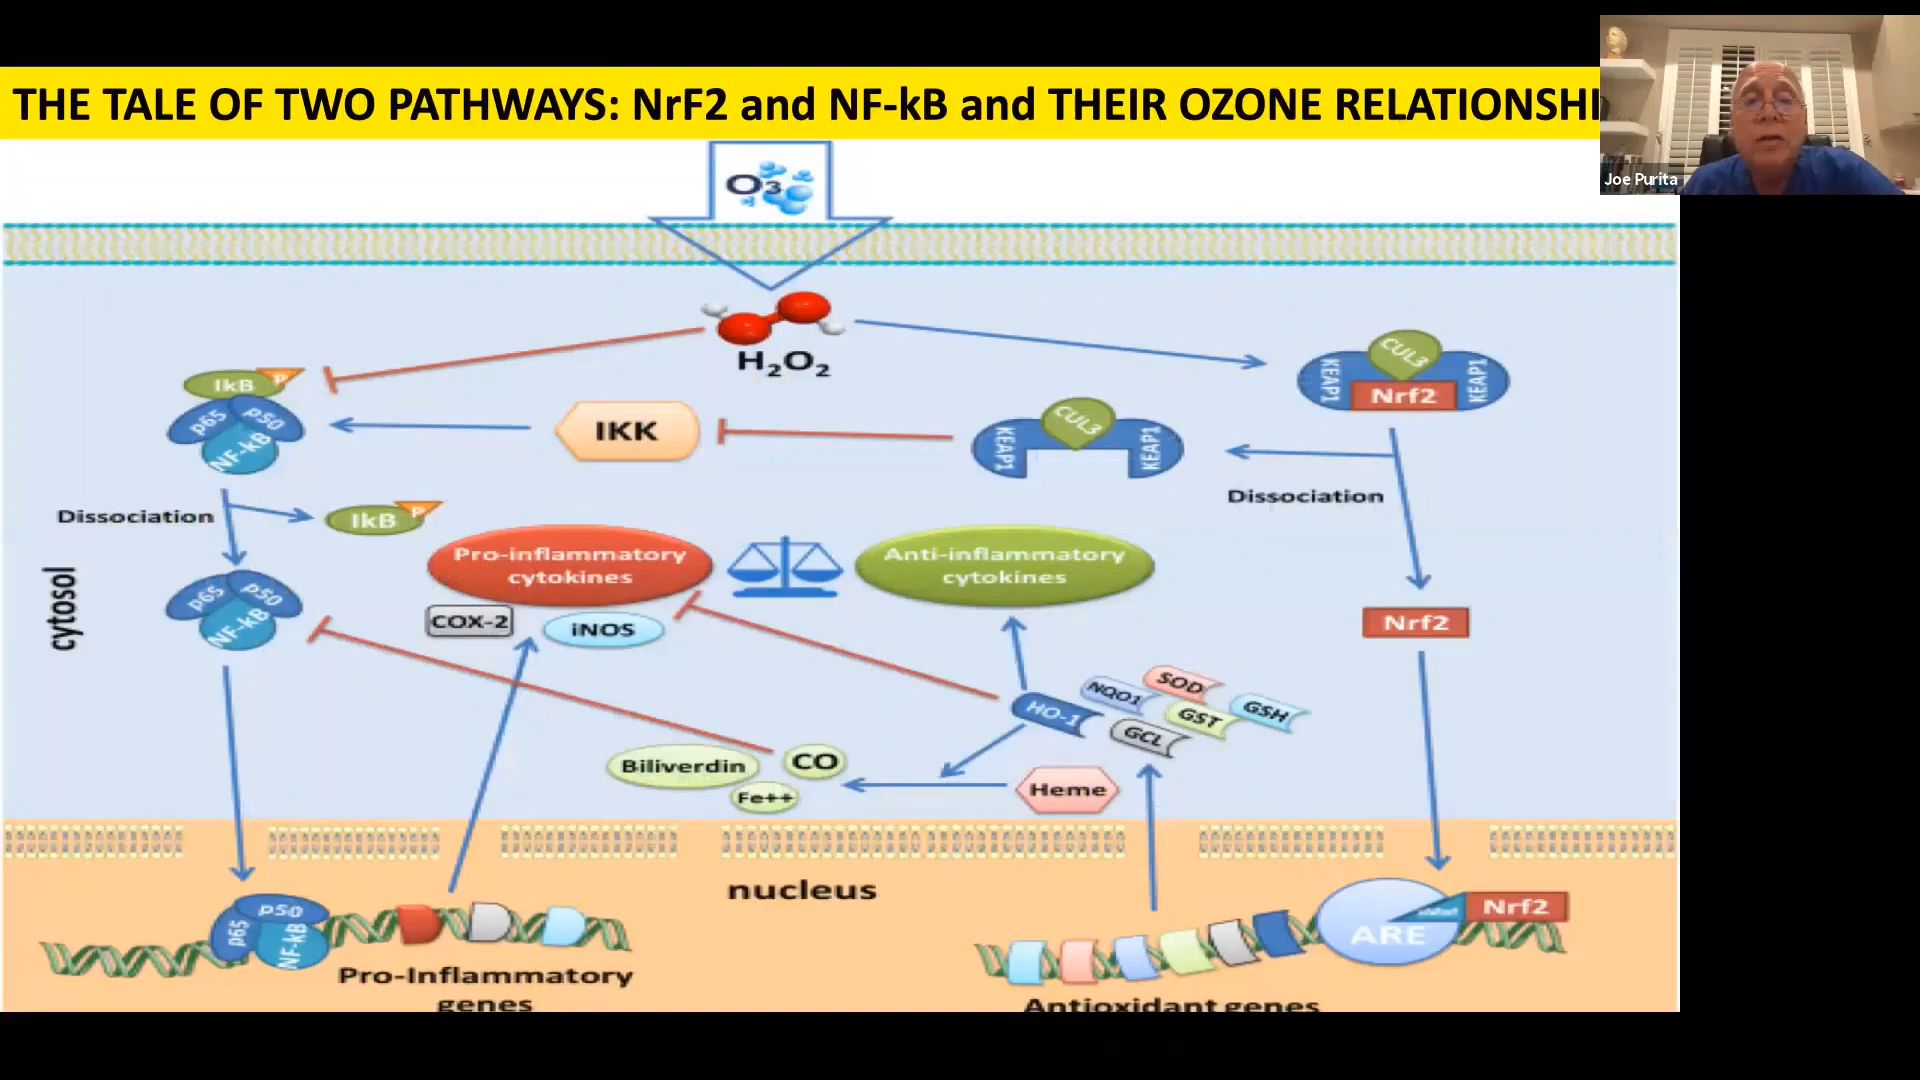 THE TALE OF TWO PATHWAYS: NrF2 and NF-kB and THEIR OZONE RELATIONSHI
Joe Purita
O3
H2O2
IkB
P
p65
p50
NF-kB
IKK
CUL3
KEAP1
KEAP1
CUL3
KEAP1
Nrf2
KEAP1
Dissociation
IkB
P
Dissociation
cytosol
p65
p50
NF-kB
Pro-inflammatory
cytokines
COX-2
iNOS
Anti-inflammatory
cytokines
Nrf2
HO-1
NQO1
SOD
GST
GSH
GCL
Biliverdin
CO
Fe++
Heme
nucleus
p50
p65
NF-kB
Pro-Inflammatory
genes
ARE
Nrf2
Antioxidant genes